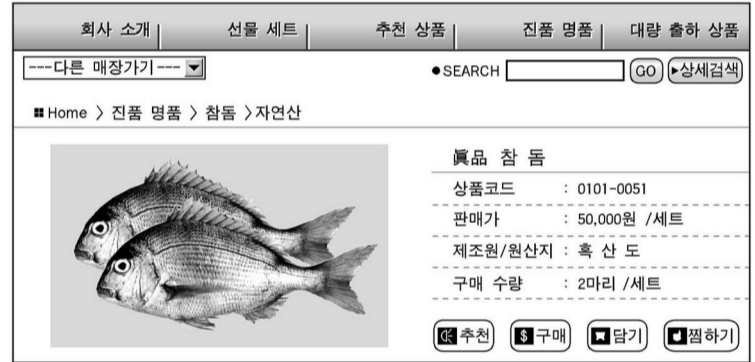 회사 소개 | 선물 세트 | 추천 상품 | 진품 명품 | 대량 출하 상품
---다른 매장가기--- ●SEARCH GO ▸상세검색
Home 〉 진품 명품 〉 참돔 〉자연산
眞品 참 돔
상품코드 : 0101-0051
판매가 : 50,000원 /세트
제조원/원산지 : 흑 산 도
구매 수량 : 2마리 /세트
추천 $ 구매 담기 찜하기